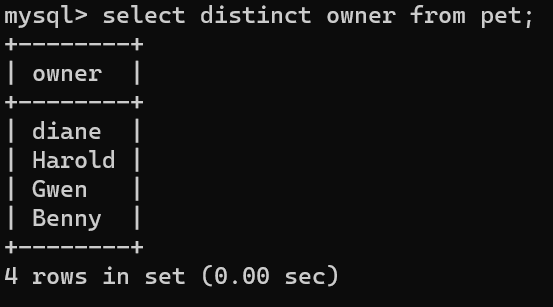 mysql> select distinct owner from pet;
+--------+
| owner  |
+--------+
| diane  |
| Harold |
| Gwen   |
| Benny  |
+--------+
4 rows in set (0.00 sec)